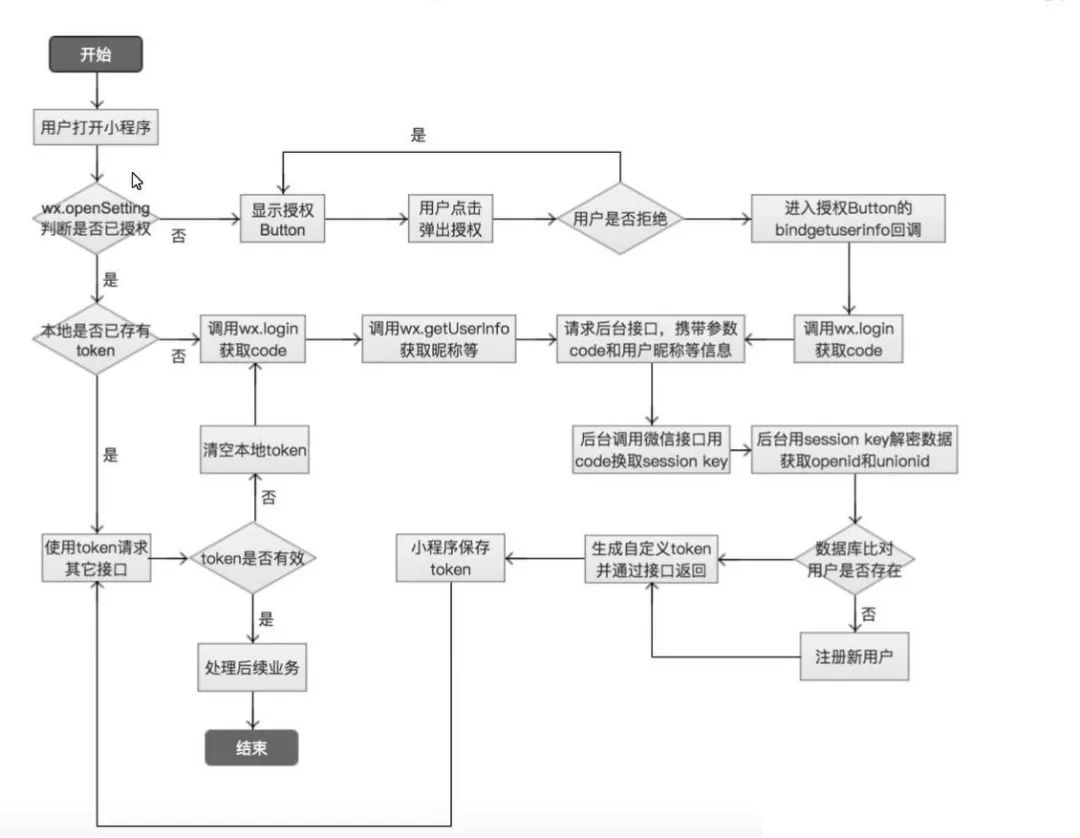 开始
用户打开小程序
是
wx.openSetting
判断是否已授权
否
显示授权
Button
用户点击
弹出授权
用户是否拒绝
进入授权Button的
bindgetuserinfo回调
是
本地是否已存有
token
否
调用wx.login
获取code
调用wx.getUserInfo
获取昵称等
请求后台接口，携带参数
code和用户昵称等信息
调用wx.login
获取code
清空本地token
是
后台调用微信接口用
code换取session key
后台用session key解密数据
获取openid和unionid
否
使用token请求
其它接口
token是否有效
小程序保存
token
生成自定义token
并通过接口返回
数据库比对
用户是否存在
是
否
处理后续业务
注册新用户
结束